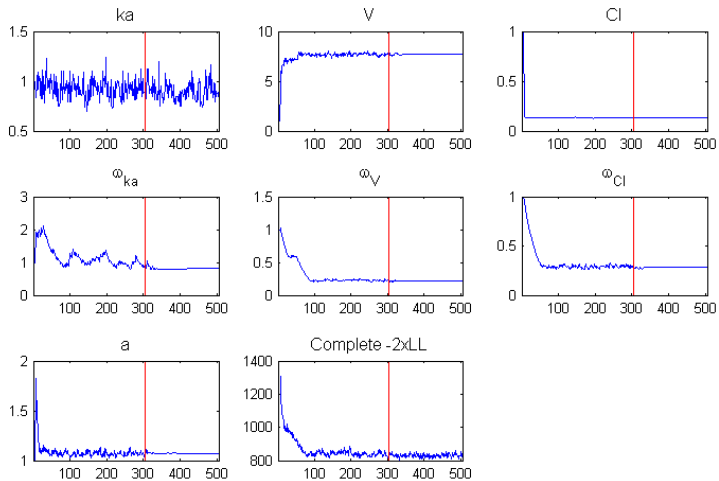 ka V Cl
1.5 10 1
1 5 0.5
0.5 0 0
100 200 300 400 500 100 200 300 400 500 100 200 300 400 500
ω_ka ω_V ω_Cl
3 1.5 1
2 1 0.5
1 0.5
0 0 0
100 200 300 400 500 100 200 300 400 500 100 200 300 400 500
a Complete -2xLL
2 1400
1.5 1200
1000
1 800
100 200 300 400 500 100 200 300 400 500